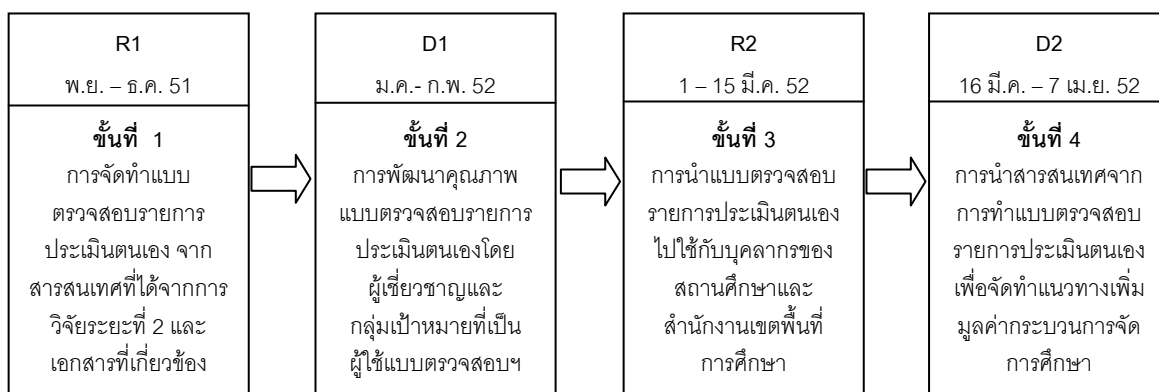 R1
พ.ย. – ธ.ค. 51
ขั้นที่ 1
การจัดทำแบบ
ตรวจสอบรายการ
ประเมินตนเอง จาก
สารสนเทศที่ได้จากการ
วิจัยระยะที่ 2 และ
เอกสารที่เกี่ยวข้อง
D1
ม.ค.- ก.พ. 52
ขั้นที่ 2
การพัฒนาคุณภาพ
แบบตรวจสอบรายการ
ประเมินตนเองโดย
ผู้เชี่ยวชาญและ
กลุ่มเป้าหมายที่เป็น
ผู้ใช้แบบตรวจสอบฯ
R2
1 – 15 มี.ค. 52
ขั้นที่ 3
การนำแบบตรวจสอบ
รายการประเมินตนเอง
ไปใช้กับบุคลากรของ
สถานศึกษาและ
สำนักงานเขตพื้นที่
การศึกษา
D2
16 มี.ค. – 7 เม.ย. 52
ขั้นที่ 4
การนำสารสนเทศจาก
การทำแบบตรวจสอบ
รายการประเมินตนเอง
เพื่อจัดทำแนวทางเพิ่ม
มูลค่ากระบวนการจัด
การศึกษา